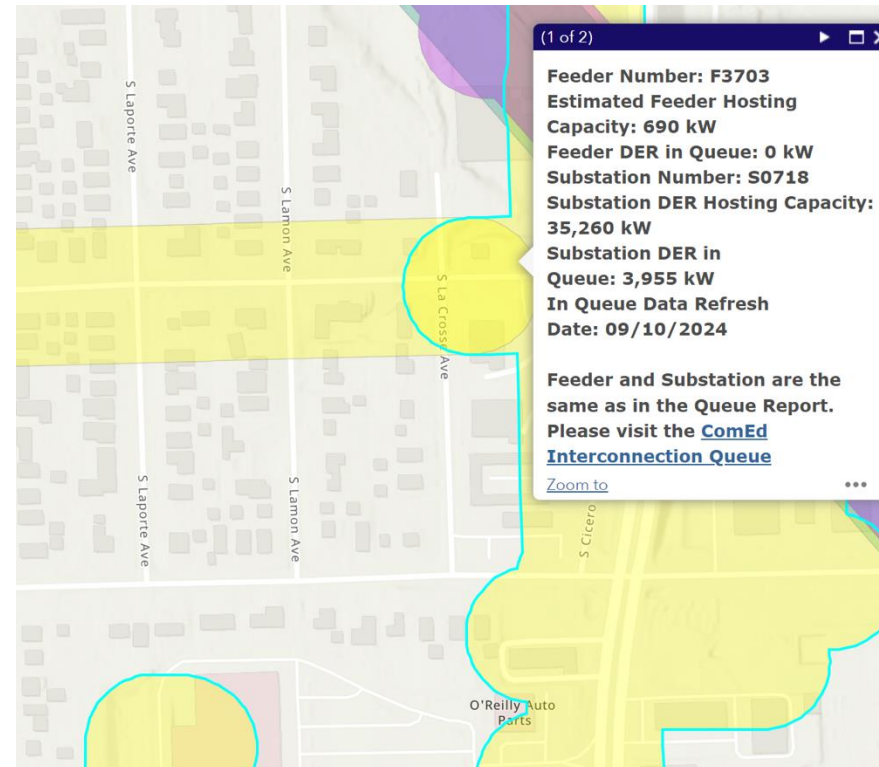 (1 of 2)
Feeder Number: F3703
Estimated Feeder Hosting
Capacity: 690 kW
Feeder DER in Queue: 0 kW
Substation Number: S0718
Substation DER Hosting Capacity:
35,260 kW
Substation DER in
Queue: 3,955 kW
In Queue Data Refresh
Date: 09/10/2024
Feeder and Substation are the
same as in the Queue Report.
Please visit the ComEd
Interconnection Queue
Zoom to
S Laporte Ave
S Lamon Ave
S La Crosse Ave
S Laporte Ave
S Lamon Ave
S Cicero
O'Reilly Auto
Parts